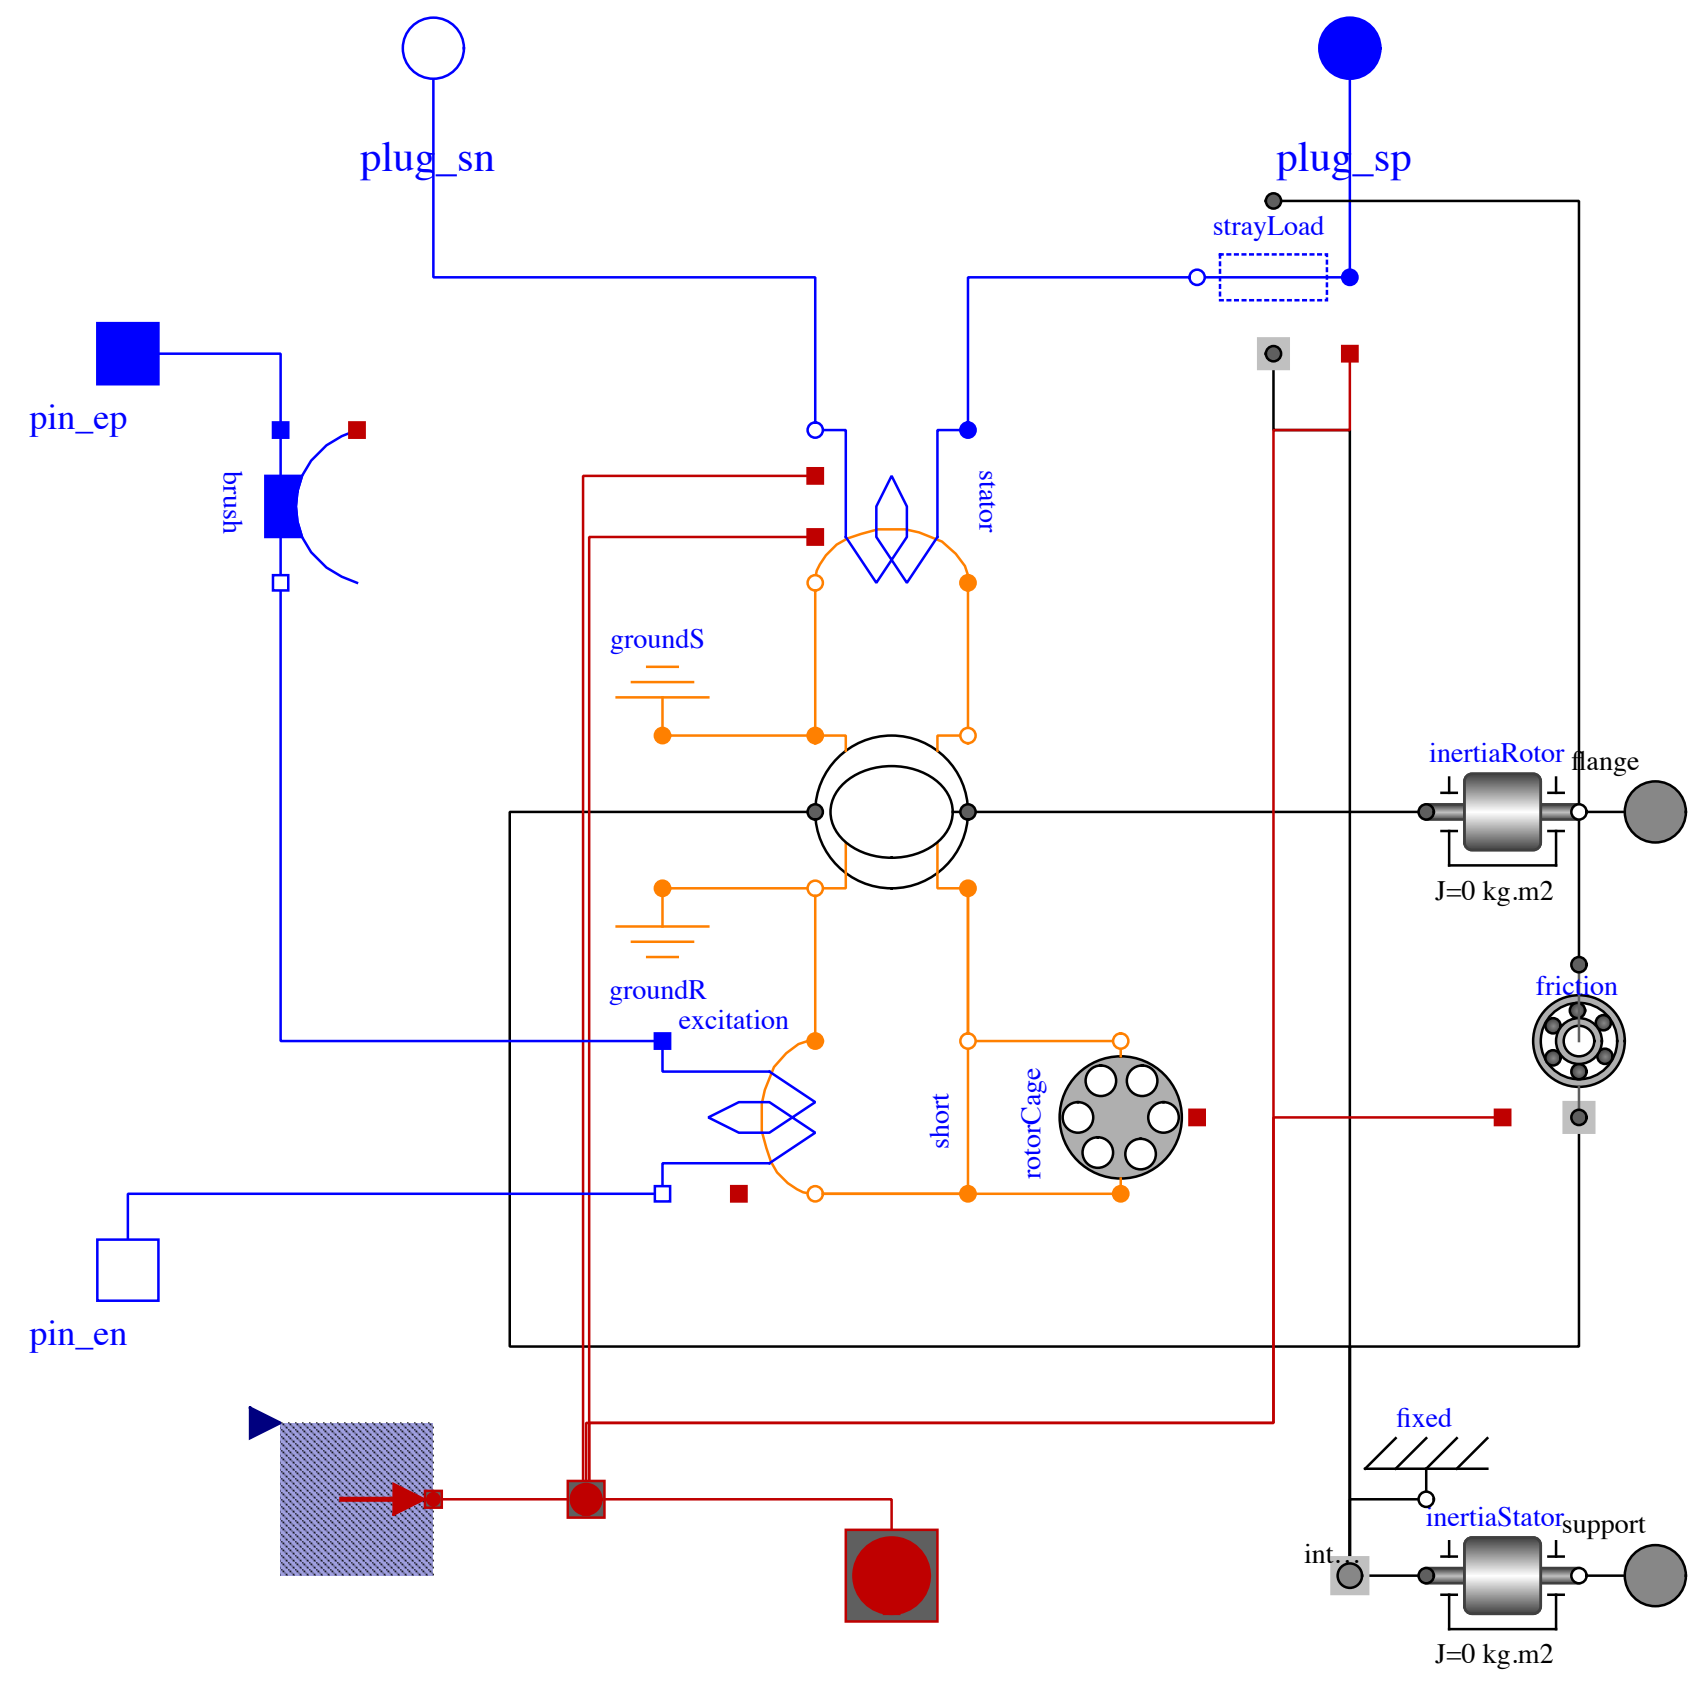 plug_sn
plug_sp
strayLoad
pin_ep
brush
stator
groundS
inertiaRotor
flange
J=0 kg.m2
groundR
excitation
friction
short
rotorCage
pin_en
fixed
inertiaStator
support
int...
J=0 kg.m2